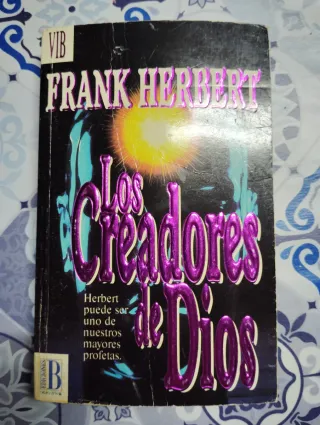 VIB
FRANK HERBERT
Los
Creadores
de
Dios
Herbert
puede ser
uno de
nuestros
mayores
profetas.
B